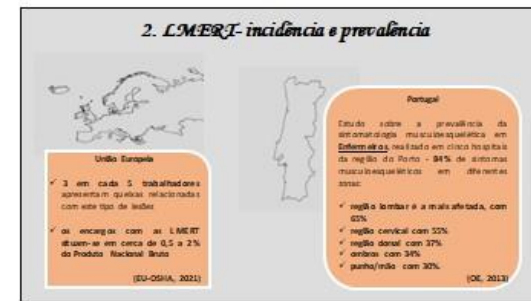 2. LMERT- incidência e prevalência
União Europeia
✓ 3 em cada 5 trabalhadores
apresentam queixas relacionadas
com este tipo de lesões
✓ os encargos com as LMERT
situam-se em cerca de 0,5 a 2%
do Produto Nacional Bruto
(EU-OSHA, 2021)
Portugal
Estudo sobre a prevalência da
sintomatologia musculoesquelética em
Enfermeiros, realizado em cinco hospitais
da região do Porto - 84% de sintomas
musculoesqueléticos em diferentes
zonas:
✓ região lombar é a mais afetada, com
65%
✓ região cervical com 55%
✓ região dorsal com 37%
✓ ombros com 34%
✓ punho/mão com 30%.
(OE, 2013)